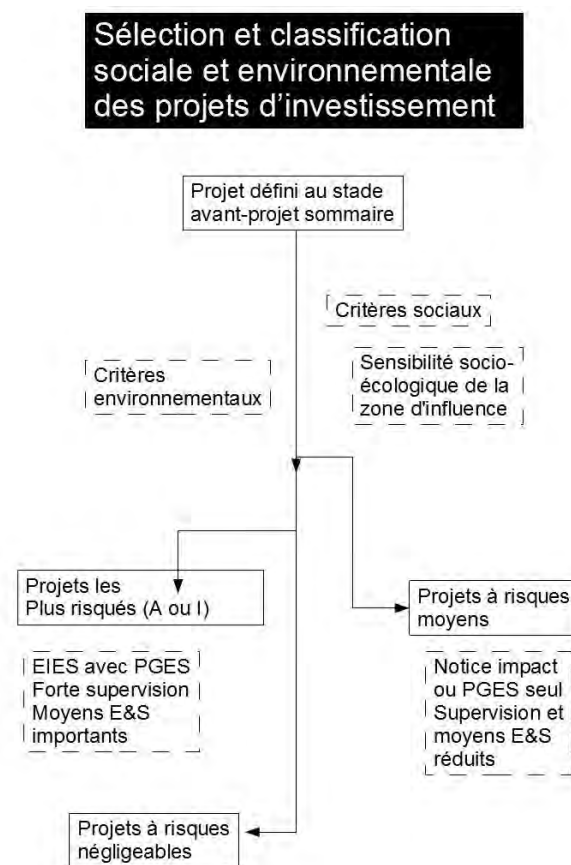 Sélection et classification
sociale et environnementale
des projets d'investissement
Projet défini au stade
avant-projet sommaire
Critères sociaux
Critères
environnementaux
Sensibilité socio-
écologique de la
zone d'influence
Projets les
Plus risqués (A ou I)
Projets à risques
moyens
EIES avec PGES
Forte supervision
Moyens E&S
importants
Notice impact
ou PGES seul
Supervision et
moyens E&S
réduits
Projets à risques
négligeables